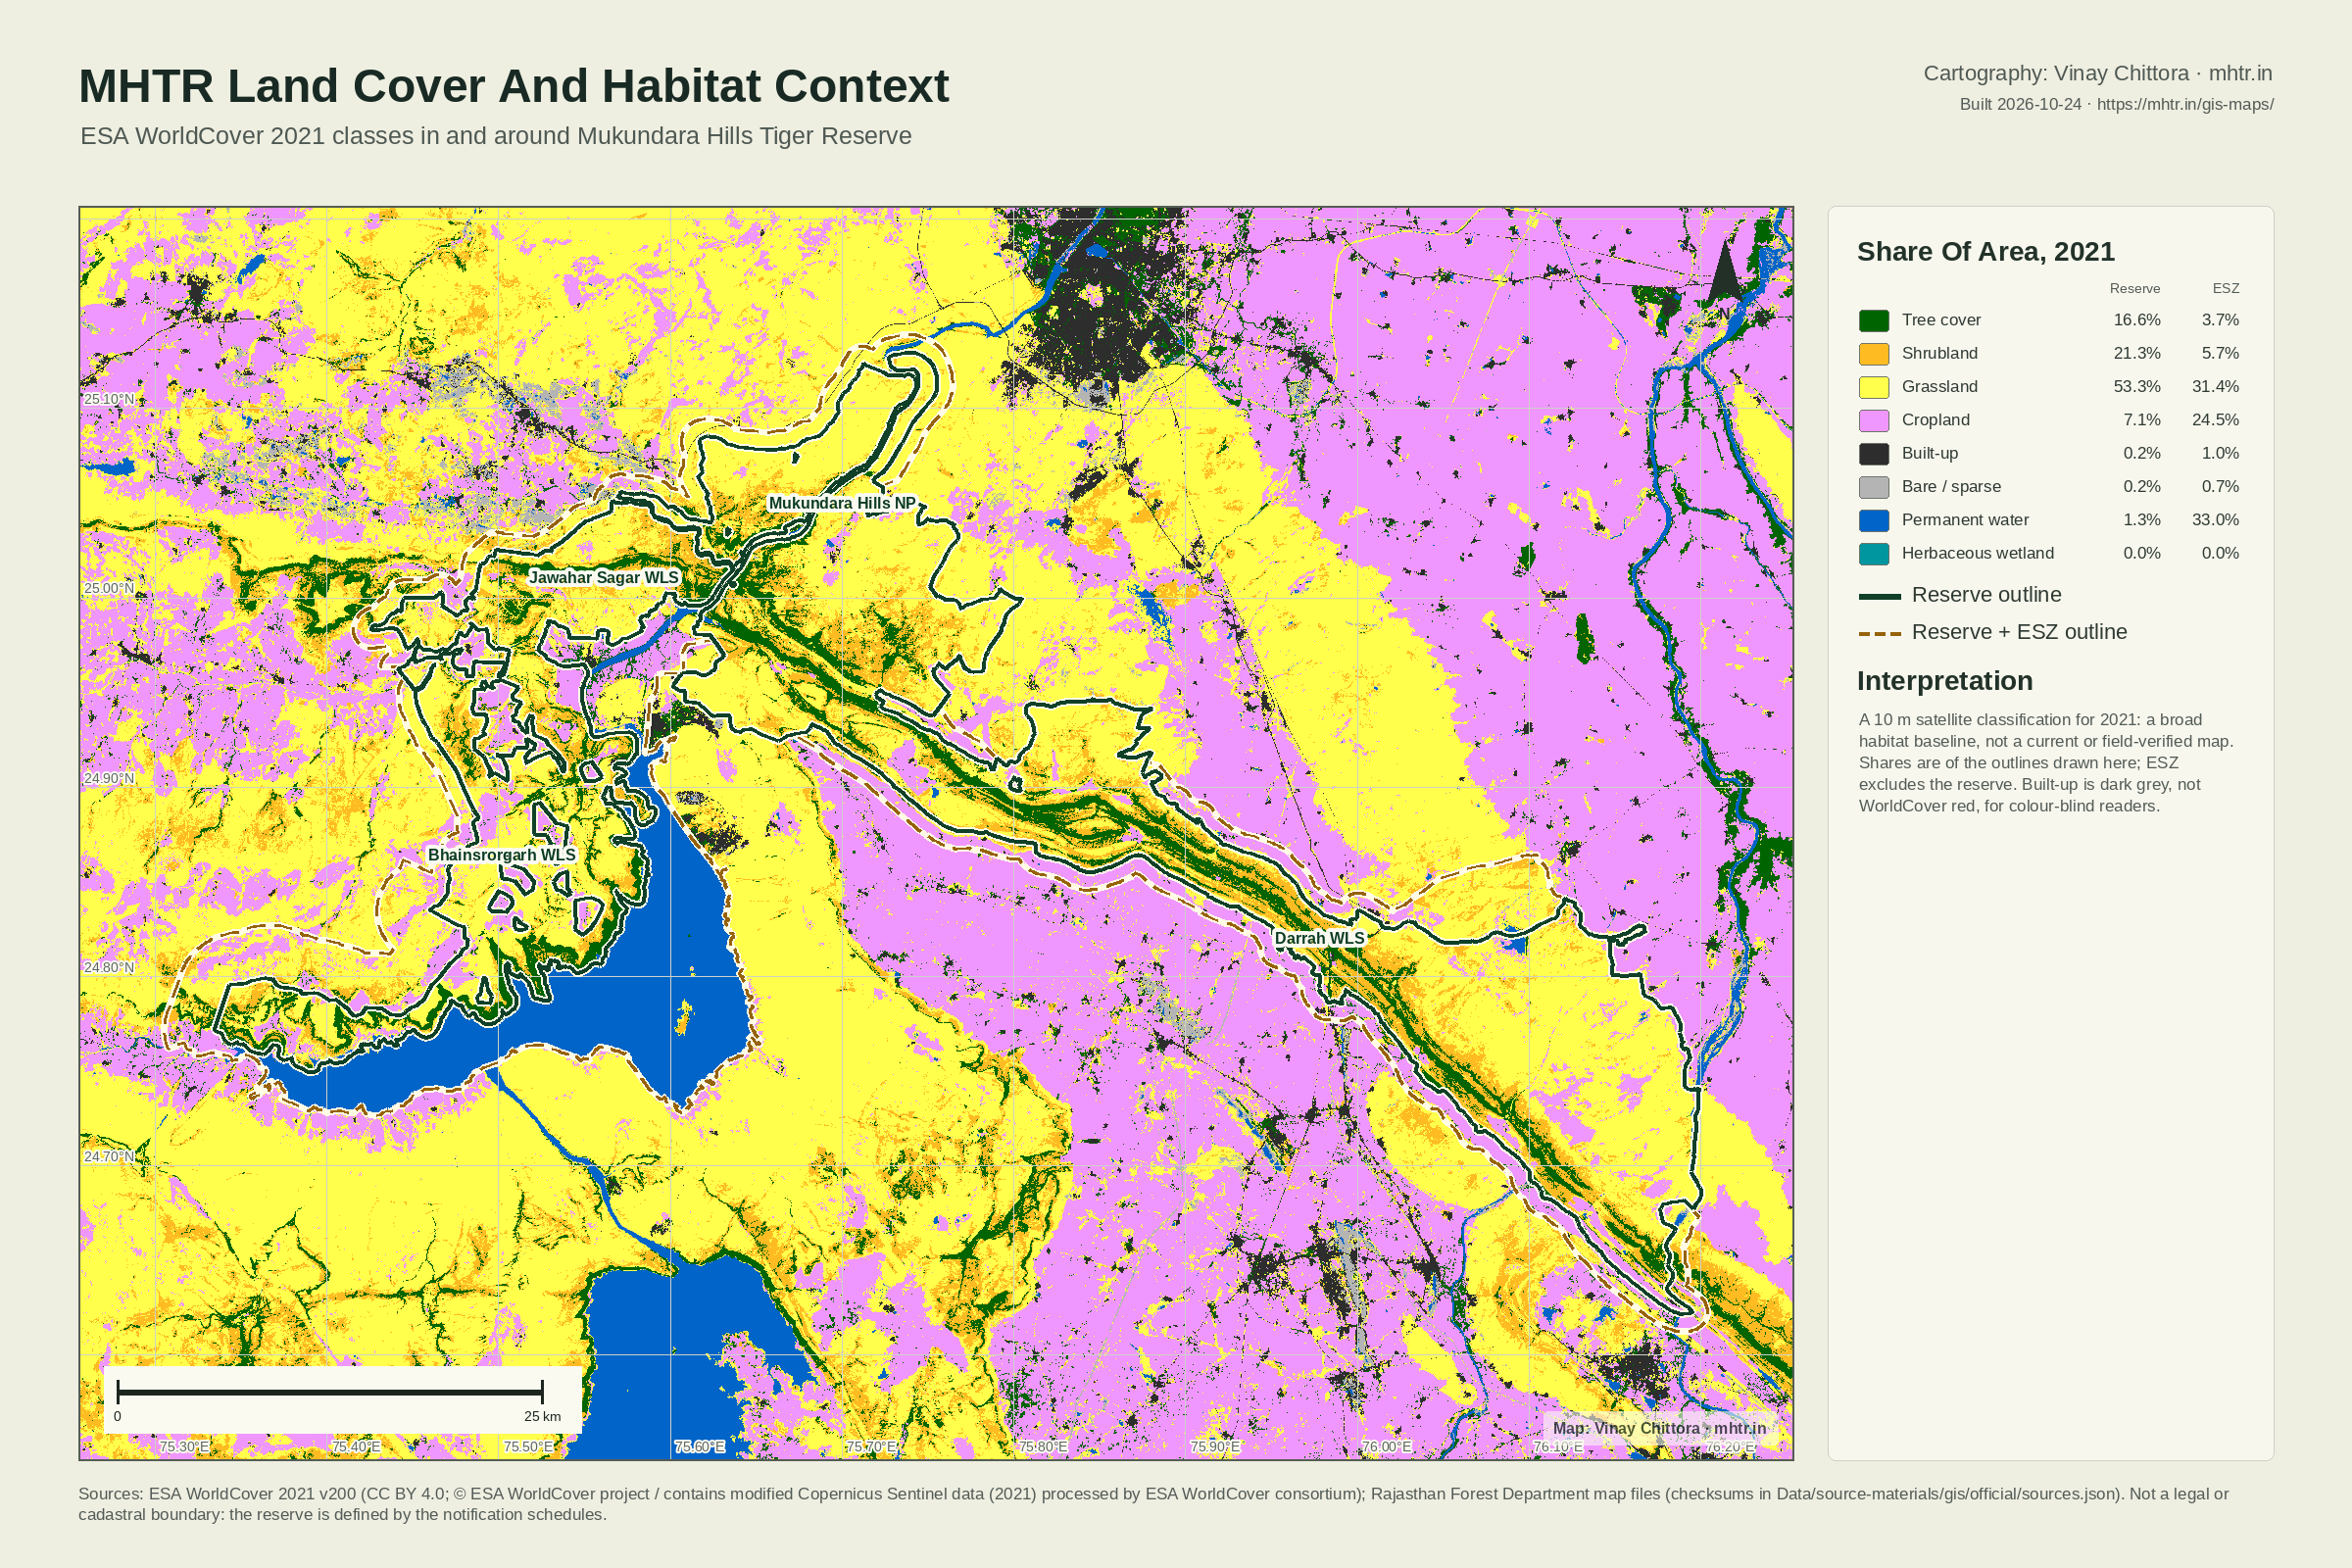 MHTR Land Cover And Habitat Context
ESA WorldCover 2021 classes in and around Mukundara Hills Tiger Reserve
Cartography: Vinay Chittora · mhtr.in
Built 2026-10-24 · https://mhtr.in/gis-maps/
N
25.10°N
Mukundara Hills NP
Jawahar Sagar WLS
25.00°N
24.90°N
Bhainsrorgarh WLS
Darrah WLS
24.80°N
24.70°N
0
25 km
Map: Vinay Chittora · mhtr.in
75.30°E
75.40°E
75.50°E
75.60°E
75.70°E
75.80°E
75.90°E
76.00°E
76.10°E
76.20°E
Share Of Area, 2021
Reserve ESZ
Tree cover 16.6% 3.7%
Shrubland 21.3% 5.7%
Grassland 53.3% 31.4%
Cropland 7.1% 24.5%
Built-up 0.2% 1.0%
Bare / sparse 0.2% 0.7%
Permanent water 1.3% 33.0%
Herbaceous wetland 0.0% 0.0%
Reserve outline
Reserve + ESZ outline
Interpretation
A 10 m satellite classification for 2021: a broad
habitat baseline, not a current or field-verified map.
Shares are of the outlines drawn here; ESZ
excludes the reserve. Built-up is dark grey, not
WorldCover red, for colour-blind readers.
Sources: ESA WorldCover 2021 v200 (CC BY 4.0; © ESA WorldCover project / contains modified Copernicus Sentinel data (2021) processed by ESA WorldCover consortium); Rajasthan Forest Department map files (checksums in Data/source-materials/gis/official/sources.json). Not a legal or
cadastral boundary: the reserve is defined by the notification schedules.